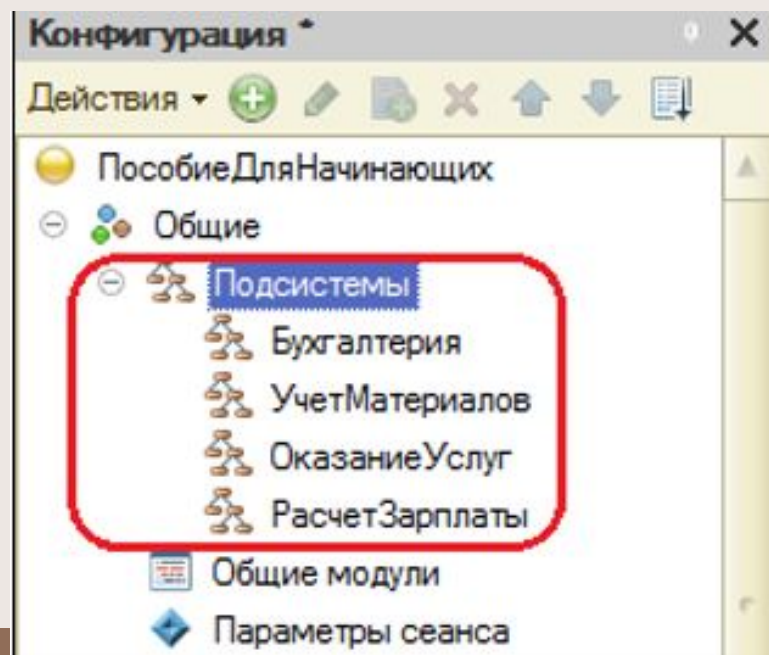 Конфигурация *
Действия
ПособиеДляНачинающих
Общие
Подсистемы
Бухгалтерия
УчетМатериалов
ОказаниеУслуг
РасчетЗарплаты
Общие модули
Параметры сеанса